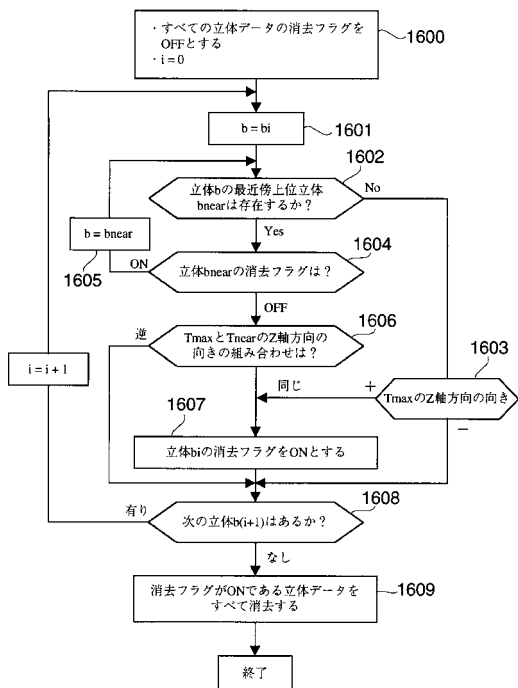 ・すべての立体データの消去フラグを
OFFとする
・i=0
1600
b=bi
1601
1602
立体bの最近傍上位立体
bnearは存在するか？
No
Yes
b=bnear
1605
ON
1604
立体bnearの消去フラグは？
OFF
1606
逆
TmaxとTnearのZ軸方向の
向きの組み合わせは？
i=i+1
同じ
+
1603
TmaxのZ軸方向の向き
−
1607
立体biの消去フラグをONとする
1608
有り
次の立体b(i+1)はあるか？
なし
消去フラグがONである立体データを
すべて消去する
1609
終了